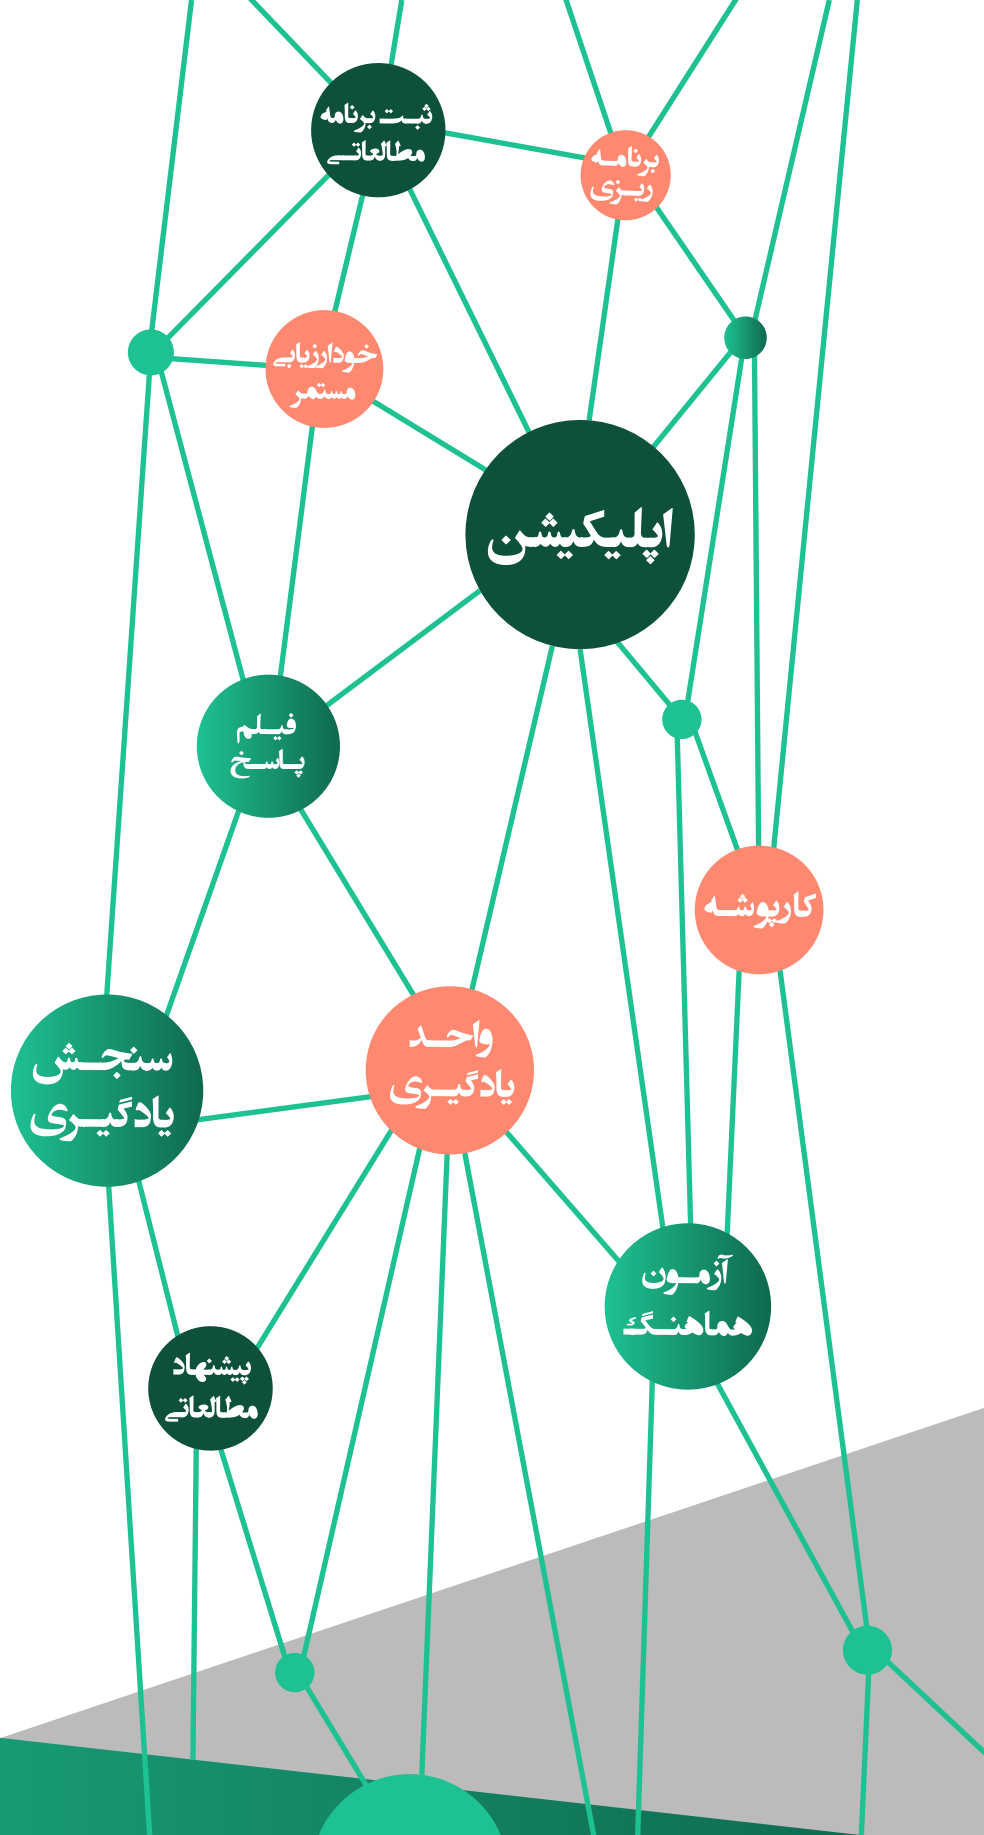 ثبت برنامه
مطالعاتی
برنامه
ریزی
خودارزیابی
مستمر
اپلیکیشن
فیلم
پاسخ
کارپوشه
واحد
یادگیری
سنجش
یادگیری
آزمون
هماهنگ
پیشنهاد
مطالعاتی